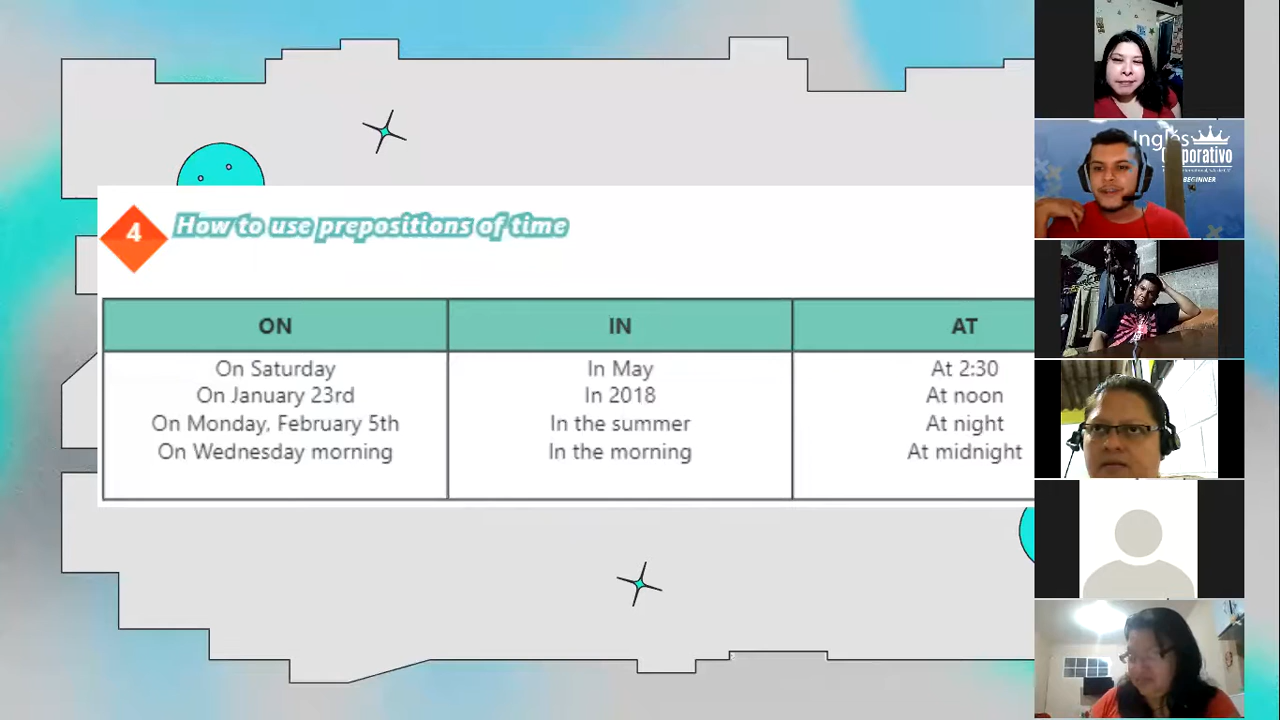 4
How to use prepositions of time
ON
IN
AT
On Saturday
In May
At 2:30
On January 23rd
In 2018
At noon
On Monday, February 5th
In the summer
At night
On Wednesday morning
In the morning
At midnight
Inglés
BEGINNER